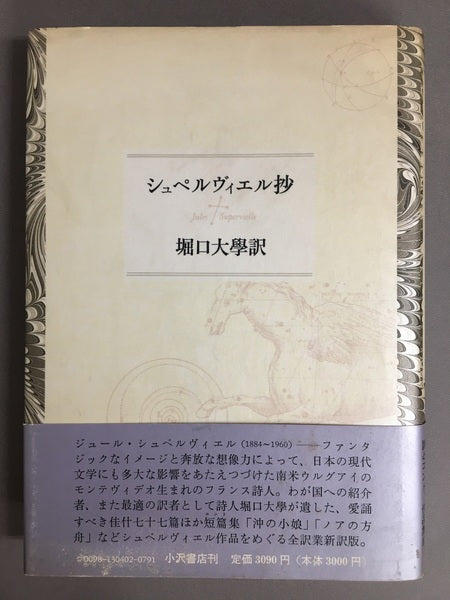 シュペルヴィエル抄
Jules Supervielle
堀口大學訳
ジュール・シュペルヴィエル(1884~1960)――ファンタ
ジックなイメージと奔放な想像力によって、日本の現代
文学にも多大な影響をあたえつづけた南米ウルグアイの
モンテヴィデオ生まれのフランス詩人。わが国への紹介
者、また最適の訳者として詩人堀口大學が遺した、愛誦
すべき佳什七十七篇ほか短篇集「沖の小娘」「ノアの方
舟」などシュペルヴィエル作品をめぐる全訳業新訳版。
0098-130402-0791 小沢書店刊 定価3090円(本体3000円)